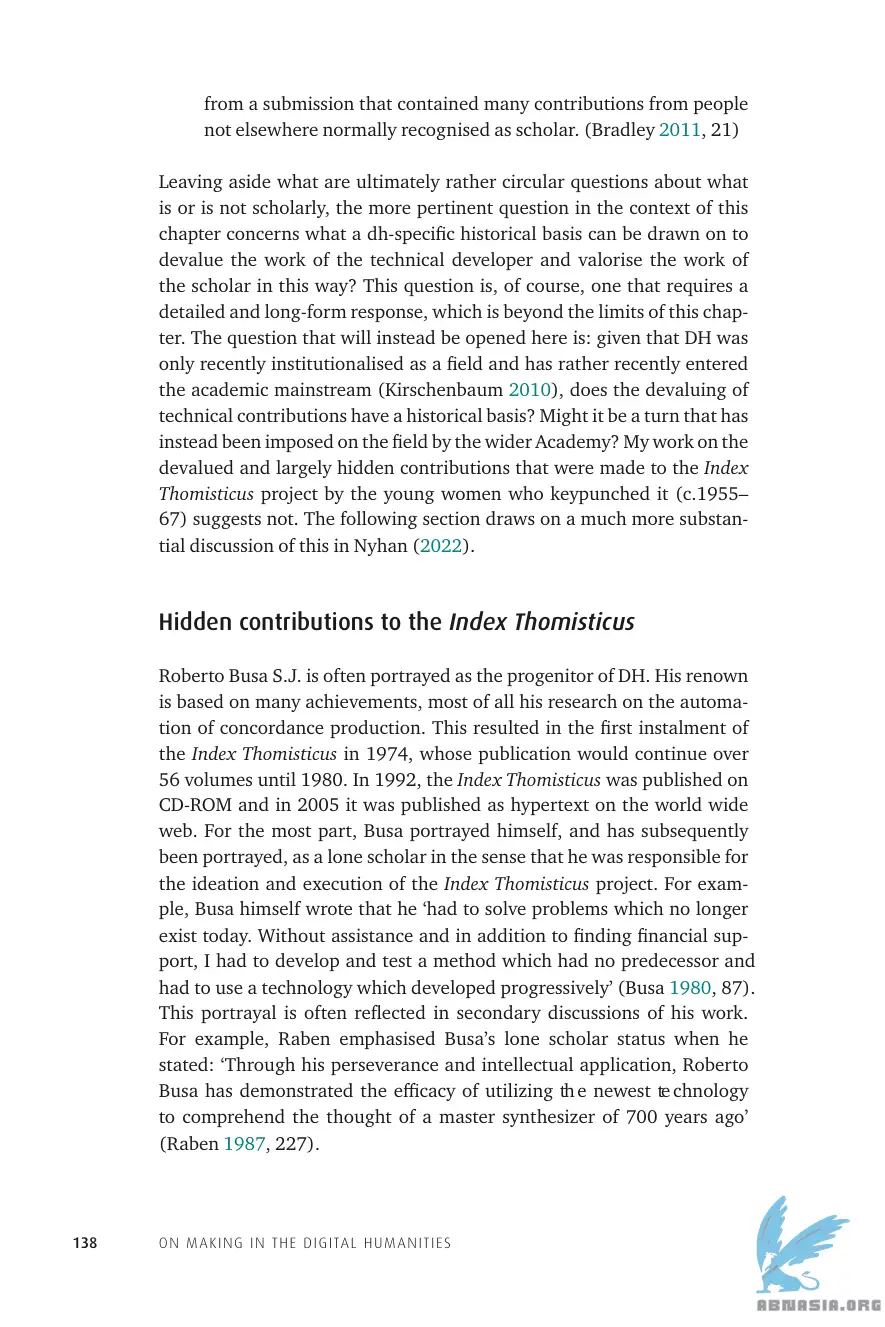 from a submission that contained many contributions from people
not elsewhere normally recognised as scholar. (Bradley 2011, 21)
Leaving aside what are ultimately rather circular questions about what
is or is not scholarly, the more pertinent question in the context of this
chapter concerns what a dh-specific historical basis can be drawn on to
devalue the work of the technical developer and valorise the work of
the scholar in this way? This question is, of course, one that requires a
detailed and long-form response, which is beyond the limits of this chap-
ter. The question that will instead be opened here is: given that DH was
only recently institutionalised as a field and has rather recently entered
the academic mainstream (Kirschenbaum 2010), does the devaluing of
technical contributions have a historical basis? Might it be a turn that has
instead been imposed on the field by the wider Academy? My work on the
devalued and largely hidden contributions that were made to the Index
Thomisticus project by the young women who keypunched it (c.1955–
67) suggests not. The following section draws on a much more substan-
tial discussion of this in Nyhan (2022).
Hidden contributions to the Index Thomisticus
Roberto Busa S.J. is often portrayed as the progenitor of DH. His renown
is based on many achievements, most of all his research on the automa-
tion of concordance production. This resulted in the first instalment of
the Index Thomisticus in 1974, whose publication would continue over
56 volumes until 1980. In 1992, the Index Thomisticus was published on
CD-ROM and in 2005 it was published as hypertext on the world wide
web. For the most part, Busa portrayed himself, and has subsequently
been portrayed, as a lone scholar in the sense that he was responsible for
the ideation and execution of the Index Thomisticus project. For exam-
ple, Busa himself wrote that he ‘had to solve problems which no longer
exist today. Without assistance and in addition to finding financial sup-
port, I had to develop and test a method which had no predecessor and
had to use a technology which developed progressively’ (Busa 1980, 87).
This portrayal is often reflected in secondary discussions of his work.
For example, Raben emphasised Busa’s lone scholar status when he
stated: ‘Through his perseverance and intellectual application, Roberto
Busa has demonstrated the efficacy of utilizing the newest technology
to comprehend the thought of a master synthesizer of 700 years ago’
(Raben 1987, 227).
138 ON MAKING IN THE DIGITAL HUMANITIES
ABNASIA.ORG